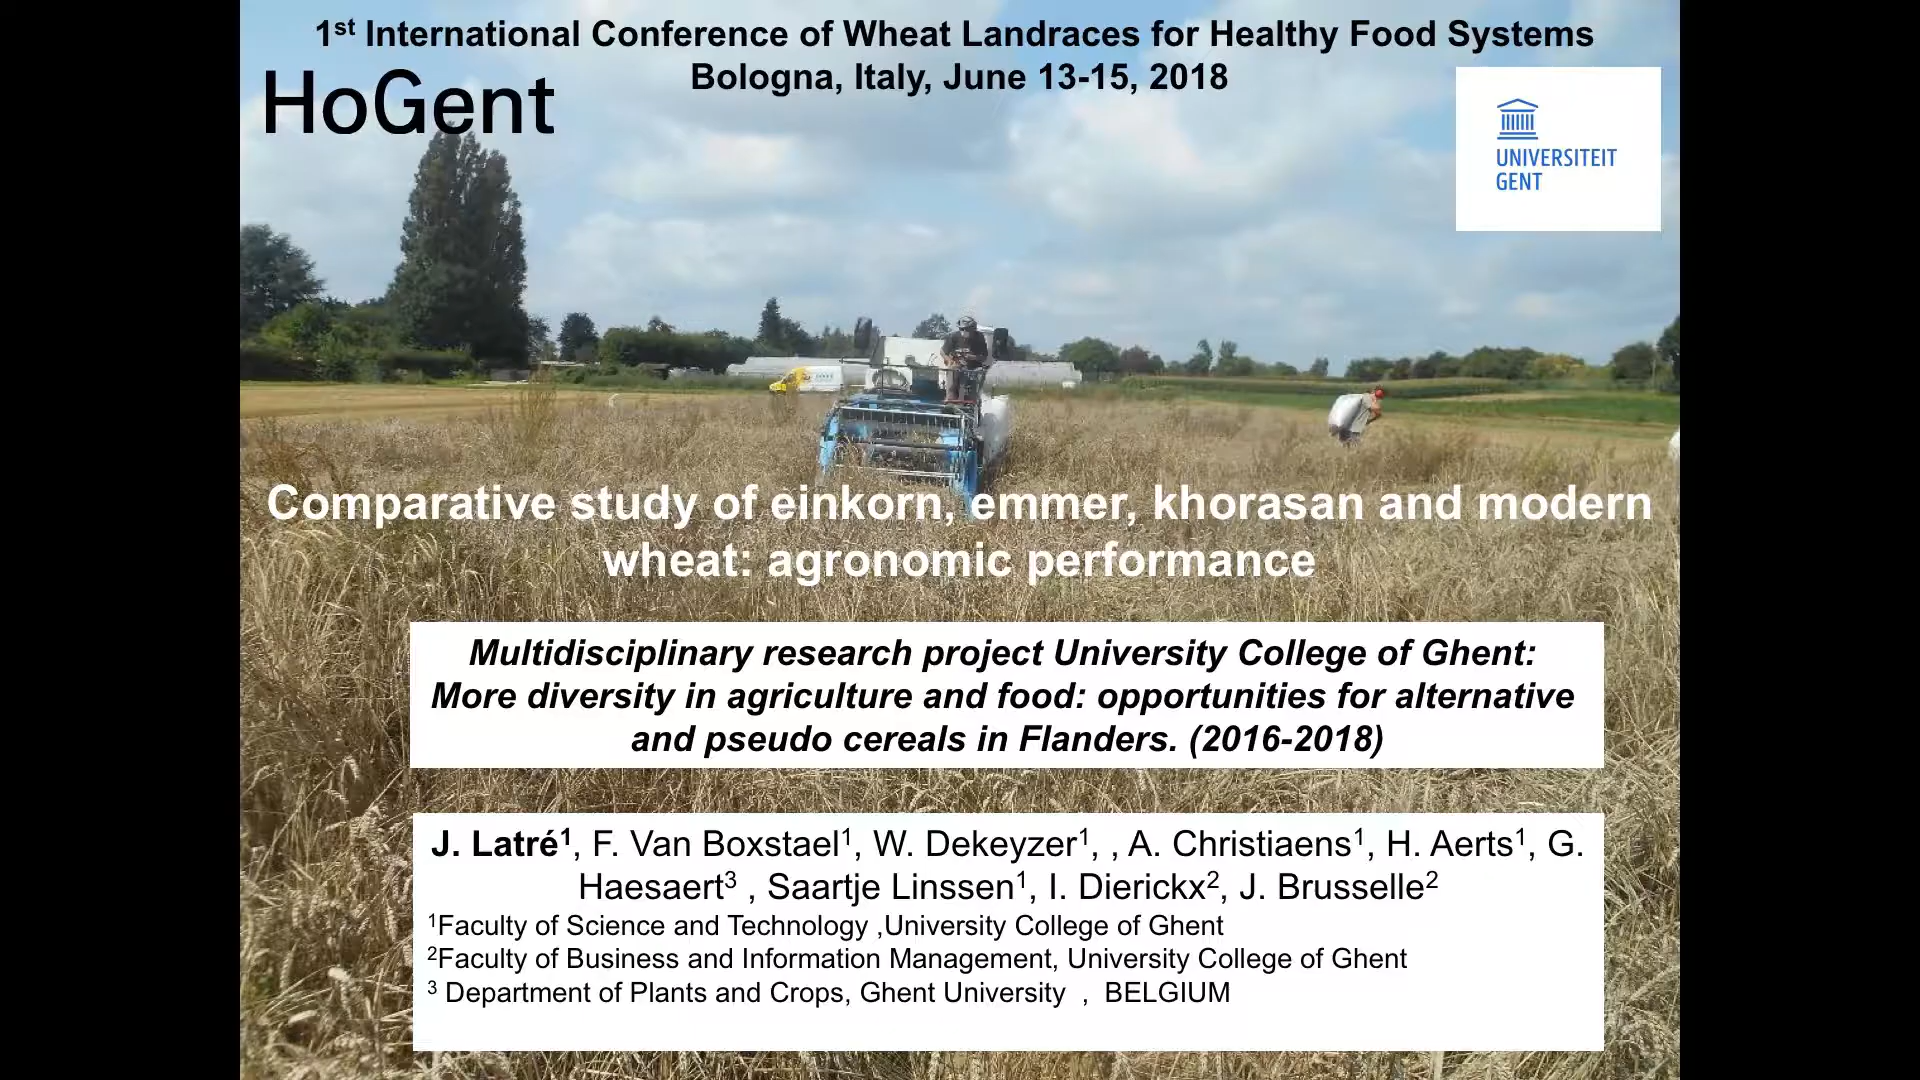 1st International Conference of Wheat Landraces for Healthy Food Systems
Bologna, Italy, June 13-15, 2018
HoGent
UNIVERSITEIT
GENT
Comparative study of einkorn, emmer, khorasan and modern
wheat: agronomic performance
Multidisciplinary research project University College of Ghent:
More diversity in agriculture and food: opportunities for alternative
and pseudo cereals in Flanders. (2016-2018)
J. Latré1, F. Van Boxstael1, W. Dekeyzer1, , A. Christiaens1, H. Aerts1, G.
Haesaert3 , Saartje Linssen1, I. Dierickx2, J. Brusselle2
1Faculty of Science and Technology ,University College of Ghent
2Faculty of Business and Information Management, University College of Ghent
3 Department of Plants and Crops, Ghent University , BELGIUM